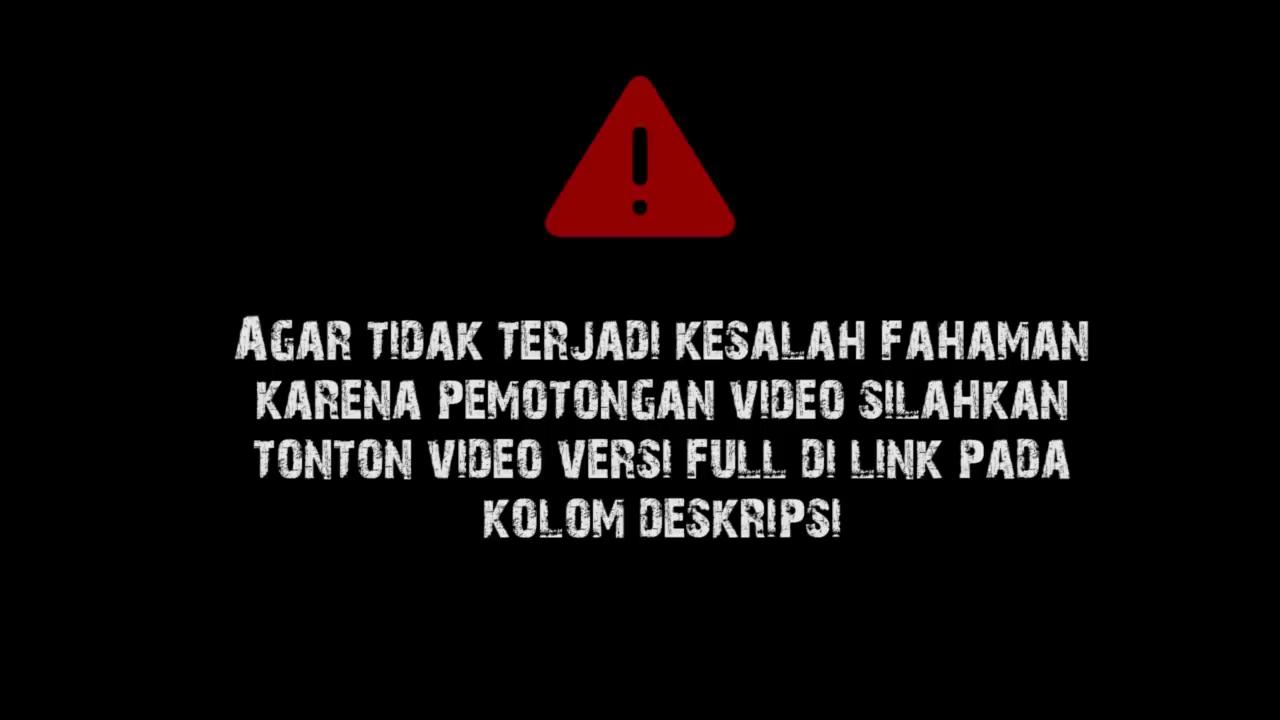 Agar tidak terjadi kesalah fahaman
karena pemotongan video silahkan
tonton video versi full di link pada
kolom deskripsi